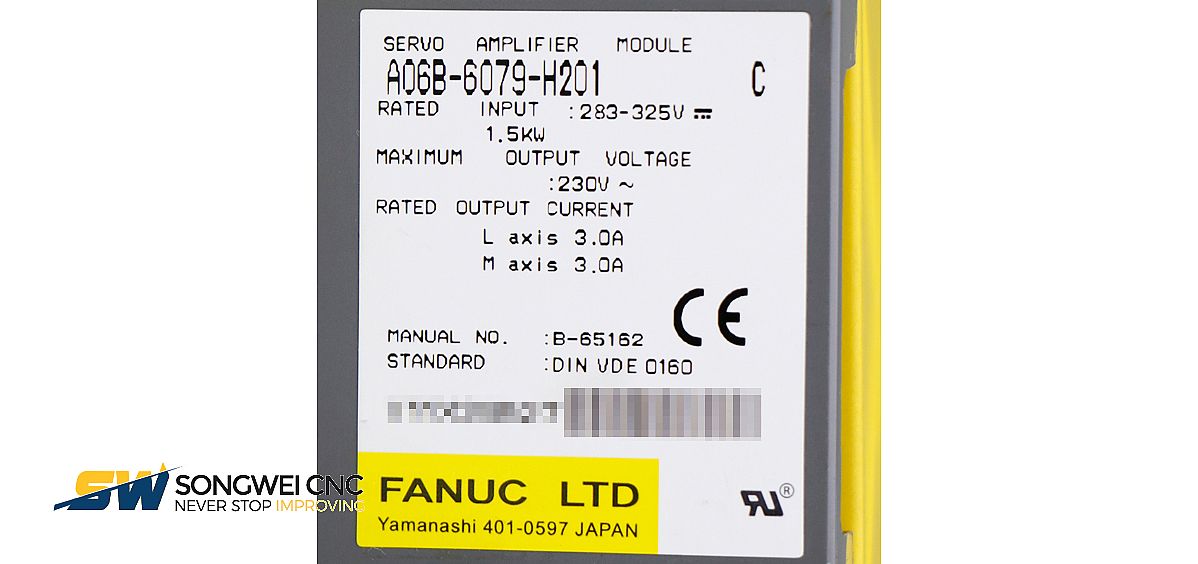 SERVO AMPLIFIER MODULE
A06B-6079-H201 C
RATED INPUT :283-325V ⎓
1.5KW
MAXIMUM OUTPUT VOLTAGE
:230V ~
RATED OUTPUT CURRENT
L axis 3.0A
M axis 3.0A
CE
MANUAL NO. :B-65162
STANDARD :DIN VDE 0160
FANUC LTD
Yamanashi 401-0597 JAPAN
RU®
SW SONGWEI CNC
NEVER STOP IMPROVING